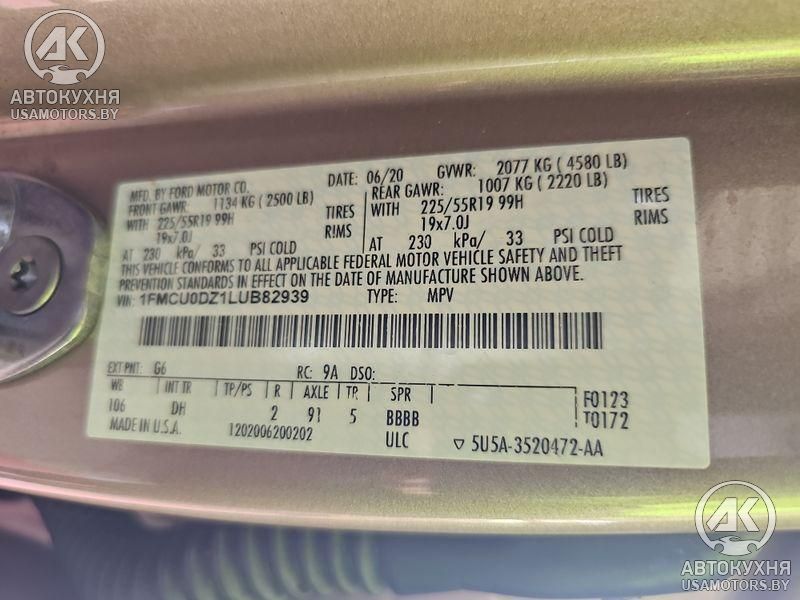 АК
АВТОКУХНЯ
USAMOTORS.BY
MFD. BY FORD MOTOR CO. DATE: 06/20 GVWR: 2077 KG ( 4580 LB)
FRONT GAWR: 1134 KG ( 2500 LB) REAR GAWR: 1007 KG ( 2220 LB)
WITH 225/55R19 99H TIRES WITH 225/55R19 99H TIRES
19x7.0J RIMS 19x7.0J RIMS
AT 230 kPa/ 33 PSI COLD AT 230 kPa/ 33 PSI COLD
THIS VEHICLE CONFORMS TO ALL APPLICABLE FEDERAL MOTOR VEHICLE SAFETY AND THEFT
PREVENTION STANDARDS IN EFFECT ON THE DATE OF MANUFACTURE SHOWN ABOVE.
VIN: 1FMCU0DZ1LUB82939 TYPE: MPV
EXT PNT: G6 RC: 9A DSO:
WB INT TR TP/PS R AXLE TR SPR F0123
106 DH 2 91 5 BBBB T0172
MADE IN U.S.A. 1202006200202 ULC ▽ 5U5A-3520472-AA
АК
АВТОКУХНЯ
USAMOTORS.BY